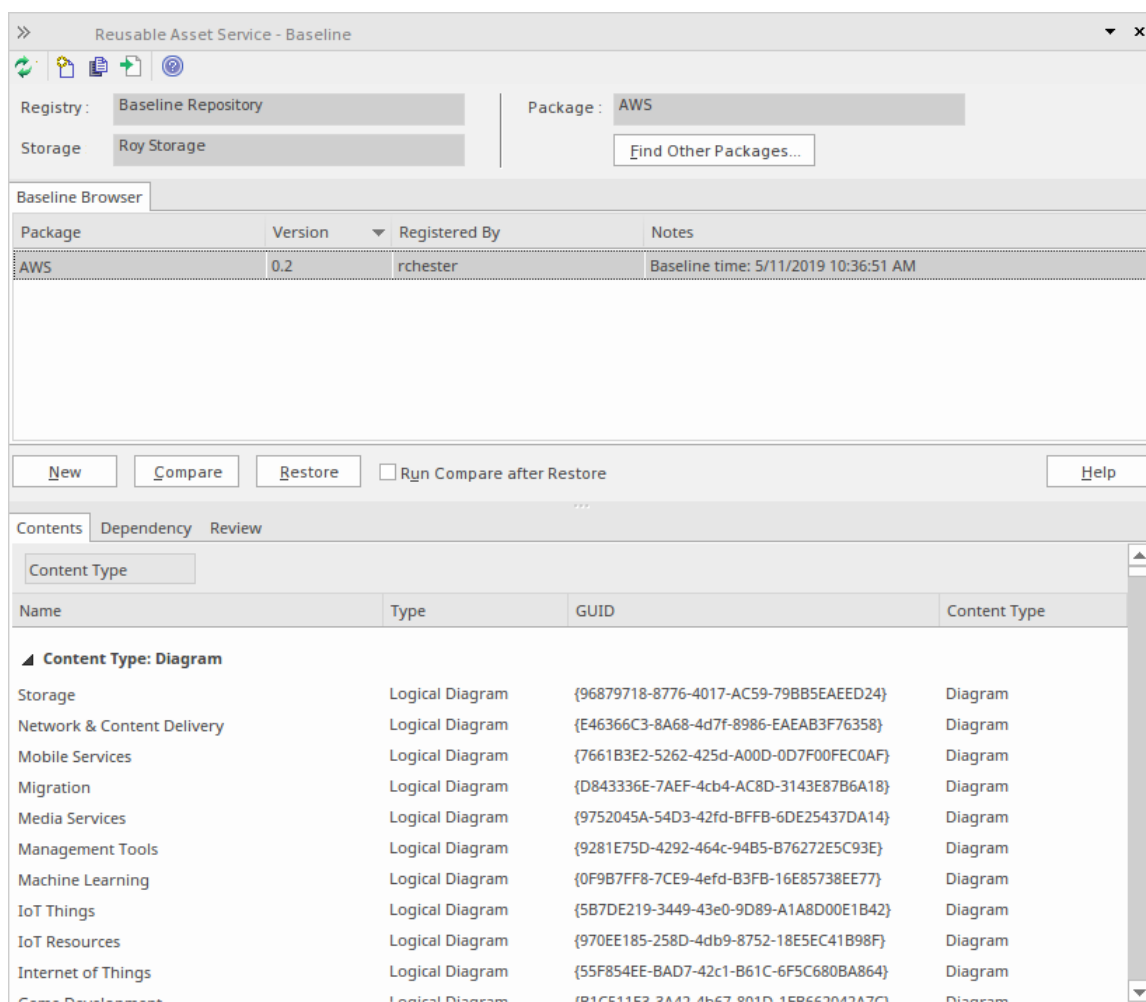 Reusable Asset Service - Baseline
Registry : Baseline Repository Package : AWS
Storage Roy Storage Find Other Packages...
Baseline Browser
Package Version Registered By Notes
AWS 0.2 rchester Baseline time: 5/11/2019 10:36:51 AM
New Compare Restore Run Compare after Restore Help
Contents Dependency Review
Content Type
Name Type GUID Content Type
Content Type: Diagram
Storage Logical Diagram {96879718-8776-4017-AC59-79BB5EAEED24} Diagram
Network & Content Delivery Logical Diagram {E46366C3-8A68-4d7f-8986-EAEAB3F76358} Diagram
Mobile Services Logical Diagram {7661B3E2-5262-425d-A00D-0D7F00FEC0AF} Diagram
Migration Logical Diagram {D843336E-7AEF-4cb4-AC8D-3143E87B6A18} Diagram
Media Services Logical Diagram {9752045A-54D3-42fd-BFFB-6DE25437DA14} Diagram
Management Tools Logical Diagram {9281E75D-4292-464c-94B5-B76272E5C93E} Diagram
Machine Learning Logical Diagram {0F9B7FF8-7CE9-4efd-B3FB-16E85738EE77} Diagram
IoT Things Logical Diagram {5B7DE219-3449-43e0-9D89-A1A8D00E1B42} Diagram
IoT Resources Logical Diagram {970EE185-258D-4db9-8752-18E5EC41B98F} Diagram
Internet of Things Logical Diagram {55F854EE-BAD7-42c1-B61C-6F5C680BA864} Diagram
Game Development Logical Diagram Diagram